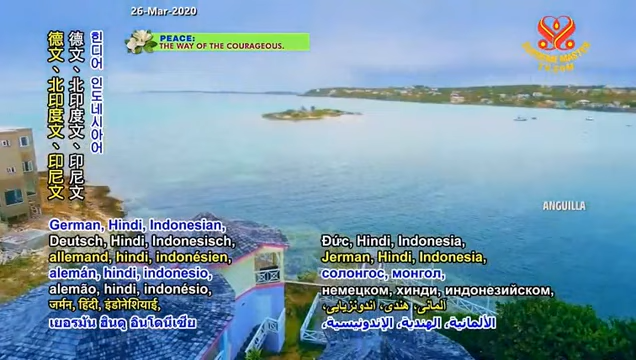 26-Mar-2020
PEACE:
THE WAY OF THE COURAGEOUS.
SUPREME MASTER
TELEVISION
德文、北印度文、印尼文
德文、北印度文、印尼文
힌디어 인도네시아어
ANGUILLA
German, Hindi, Indonesian,
Deutsch, Hindi, Indonesisch,
allemand, hindi, indonésien,
alemán, hindi, indonesio,
alemão, hindi, indonésio,
जर्मन, हिंदी, इंडोनेशियाई,
เยอรมัน ฮินดู อินโดนีเซีย
Đức, Hindi, Indonesia,
Jerman, Hindi, Indonesia,
солонгос, монгол,
немецком, хинди, индонезийском,
آلمانی، هندی، اندونزیایی،
الألمانية، الهندية، الإندونيسية،